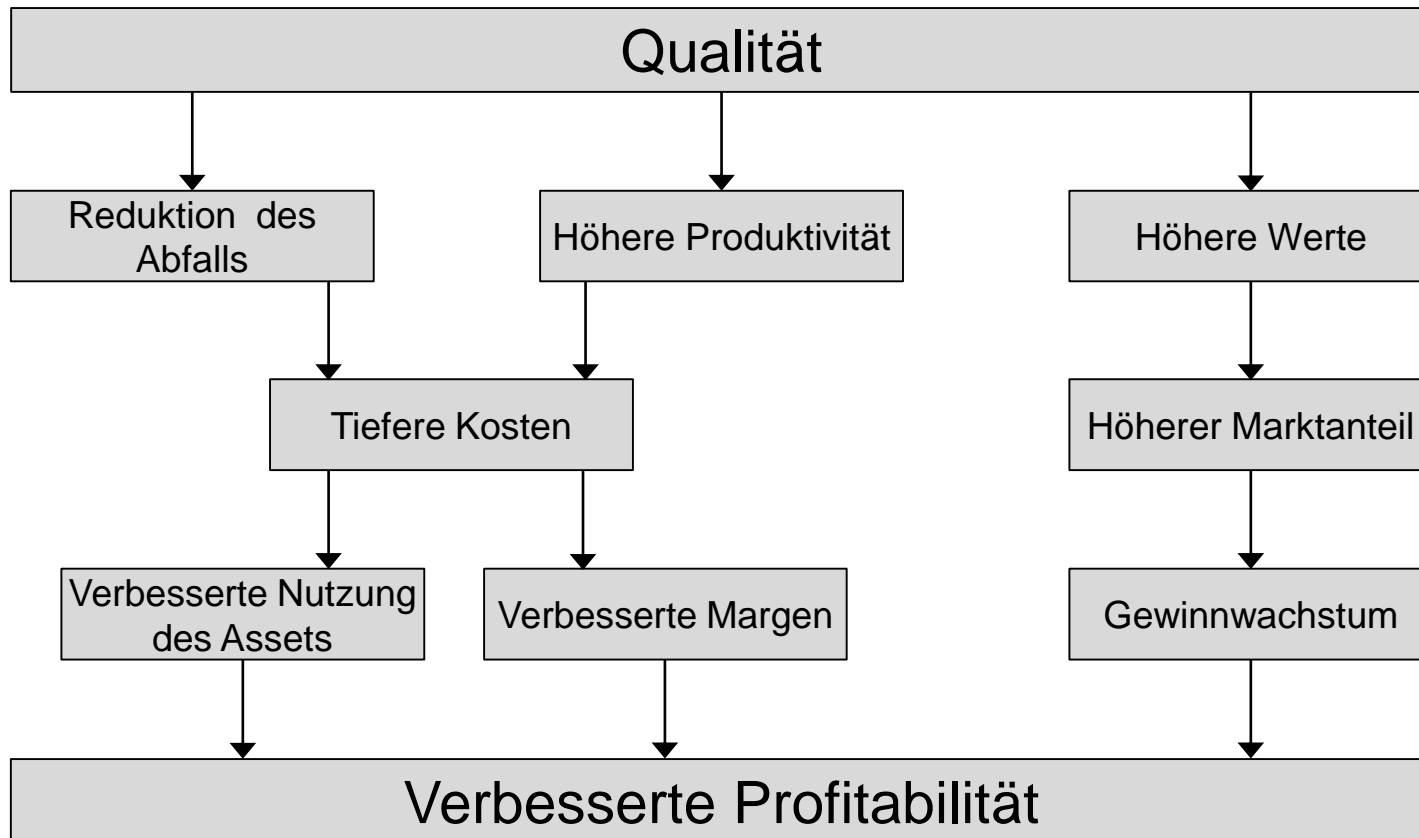 Qualität
Reduktion des
Abfalls
Höhere Produktivität
Höhere Werte
Tiefere Kosten
Höherer Marktanteil
Verbesserte Nutzung
des Assets
Verbesserte Margen
Gewinnwachstum
Verbesserte Profitabilität